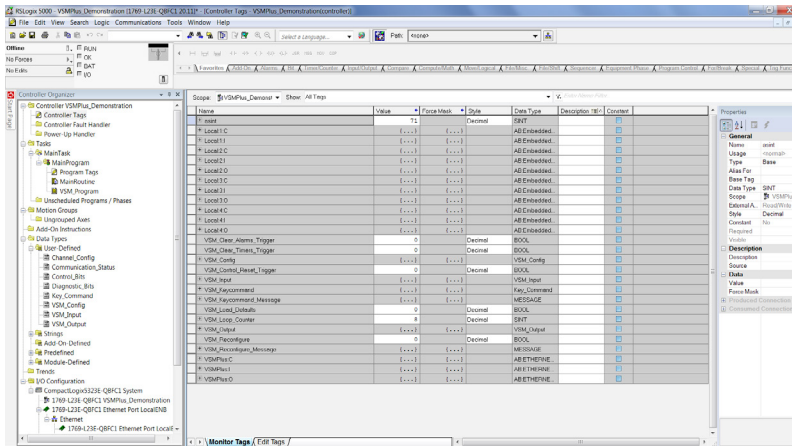 RSLogix 5000 - VSMPlus_Demonstration [1769-L23E-QBFC1 20.11]* - [Controller Tags - VSMPlus_Demonstration(controller)]
File Edit View Search Logic Communications Tools Window Help
Select a Language...
Path: <none>
Offline
RUN
No Forces
OK
BAT
No Edits
I/O
Favorites Add-On Alarms Bit Timer/Counter Input/Output Compare Compute/Math Move/Logical File/Misc. File/Shift Sequencer Equipment Phase Program Control For/Break Special
Start Page
Controller Organizer
Controller VSMPlus_Demonstration
Controller Tags
Controller Fault Handler
Power-Up Handler
Tasks
MainTask
MainProgram
Program Tags
MainRoutine
VSM_Program
Unscheduled Programs / Phases
Motion Groups
Ungrouped Axes
Add-On Instructions
Data Types
User-Defined
Channel_Config
Communication_Status
Control_Bits
Diagnostic_Bits
Key_Command
VSM_Config
VSM_Input
VSM_Output
Strings
Add-On-Defined
Predefined
Module-Defined
Trends
I/O Configuration
CompactLogix5323E-QBFC1 System
1769-L23E-QBFC1 VSMPlus_Demonstration
1769-L23E-QBFC1 Ethernet Port LocalENB
Ethernet
1769-L23E-QBFC1 Ethernet Port LocalE
Scope: VSMPlus_Demonst Show: All Tags
Name Value Force Mask Style Data Type Description Constant
asint 71 Decimal SINT
Local:1:C {...} {...} AB:Embedded..
Local:1:I {...} {...} AB:Embedded..
Local:2:C {...} {...} AB:Embedded..
Local:2:I {...} {...} AB:Embedded..
Local:2:O {...} {...} AB:Embedded..
Local:3:C {...} {...} AB:Embedded..
Local:3:I {...} {...} AB:Embedded..
Local:4:C {...} {...} AB:Embedded..
Local:4:I {...} {...} AB:Embedded..
Local:4:O {...} {...} AB:Embedded..
VSM_Clear_Alarms_Trigger 0 Decimal BOOL
VSM_Clear_Timers_Trigger 0 Decimal BOOL
VSM_Config {...} {...} VSM_Config
VSM_Control_Reset_Trigger 0 Decimal BOOL
VSM_Input {...} {...} VSM_Input
VSM_Keycommand {...} {...} Key_Command
VSM_Keycommand_Message {...} {...} MESSAGE
VSM_Load_Defaults 0 Decimal BOOL
VSM_Loop_Counter 8 Decimal SINT
VSM_Output {...} {...} VSM_Output
VSM_Reconfigure 0 Decimal BOOL
VSM_Reconfigure_Message {...} {...} MESSAGE
VSMPlus:C {...} {...} AB:ETHERNE..
VSMPlus:I {...} {...} AB:ETHERNE..
VSMPlus:O {...} {...} AB:ETHERNE..
Monitor Tags Edit Tags
Properties
General
Name asint
Usage <normal>
Type Base
Alias For
Base Tag
Data Type SINT
Scope VSMPlu
External A.. Read/Write
Style Decimal
Constant No
Required
Visible
Description
Description
Source
Data
Value
Force Mask
Produced Connection
Consumed Connection